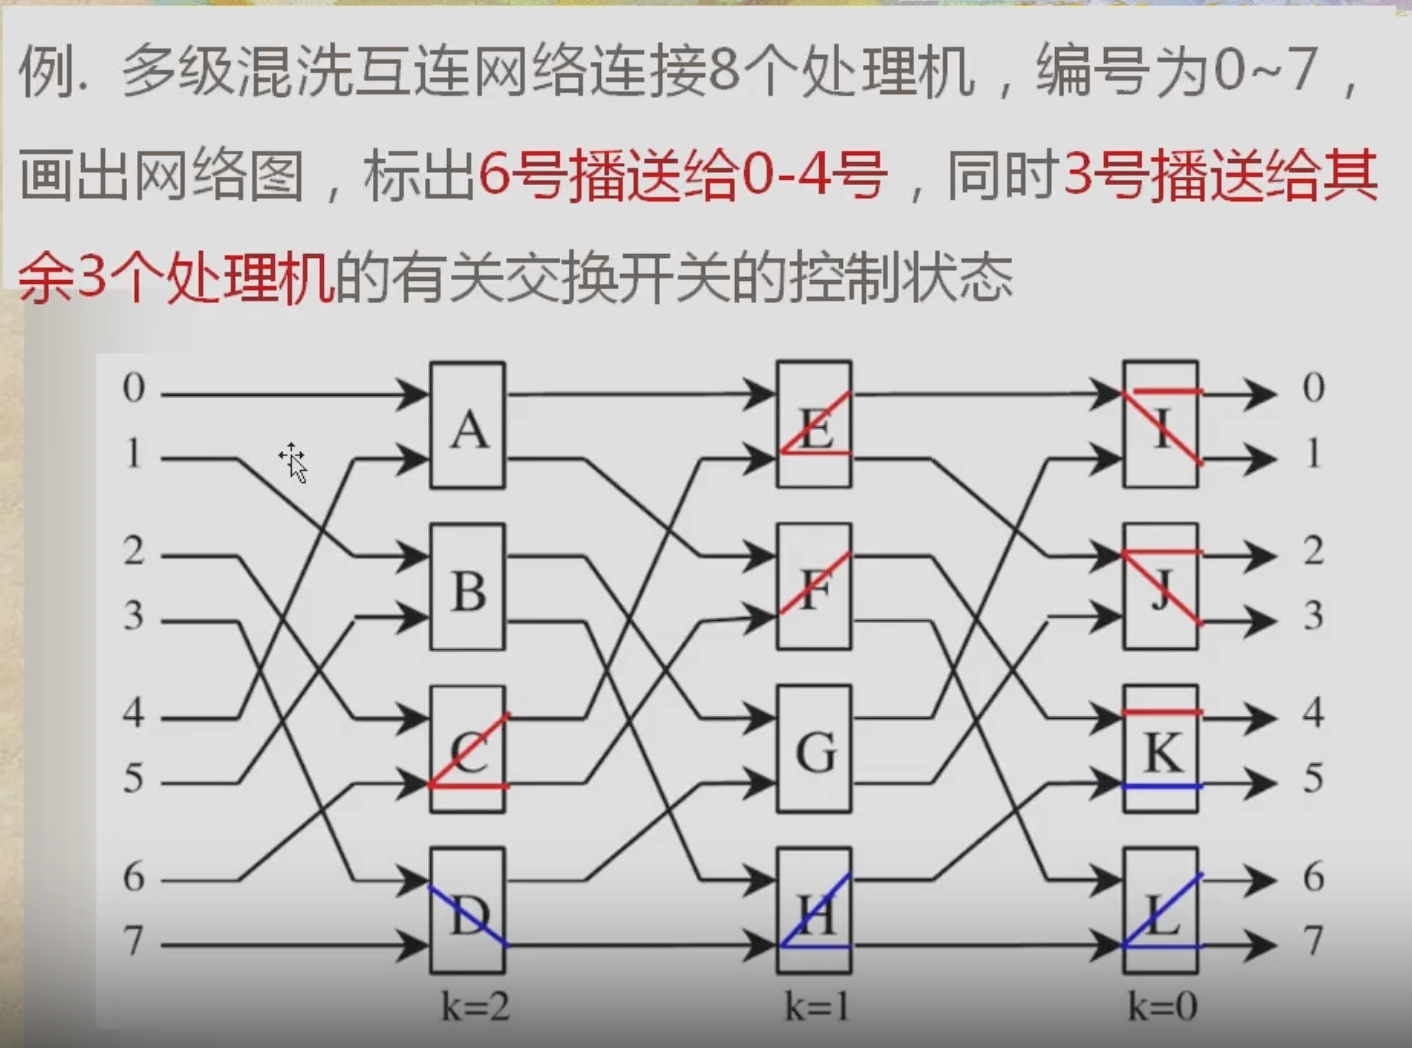 例. 多级混洗互连网络连接8个处理机，编号为0~7，
画出网络图，标出6号播送给0-4号，同时3号播送给其
余3个处理机的有关交换开关的控制状态
0 A E I 0
1 1
2 B F J 2
3 3
4 C G K 4
5 5
6 D H L 6
7 7
k=2 k=1 k=0